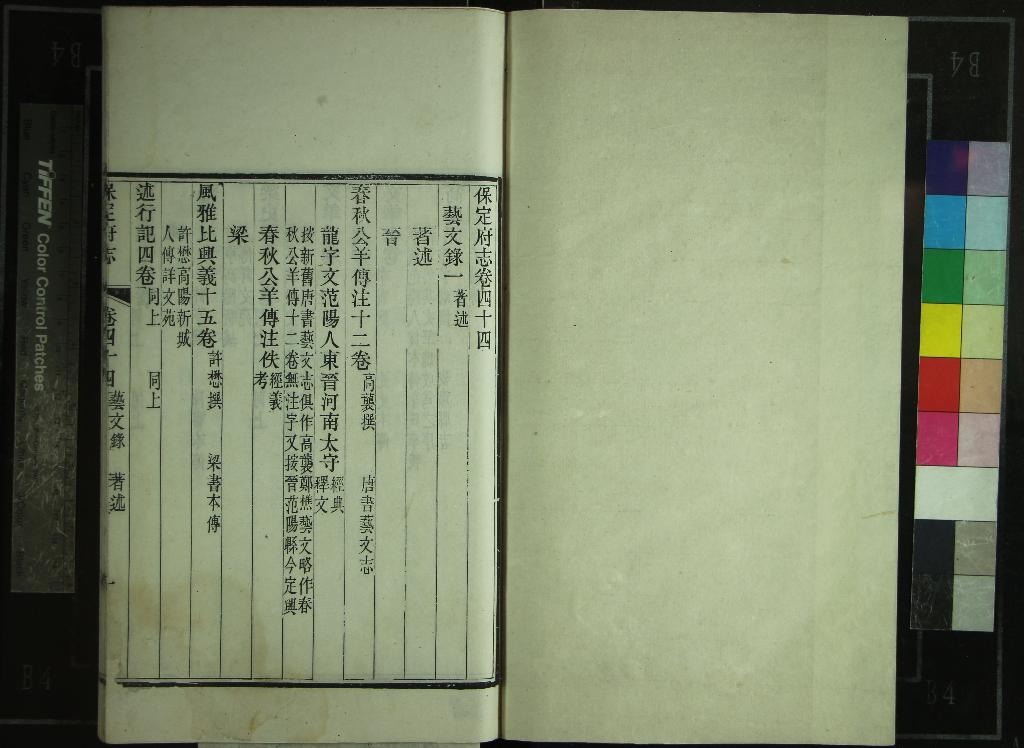 保定府志卷四十四
藝文錄一 著述
著述
晉
春秋公羊傳注十二卷 高襲撰 唐書藝文志
龍字文范陽人東晉河南太守 經典釋文
按新舊唐書藝文志俱作高襲鄭樵藝文略作春
秋公羊傳十二卷無注字又按晉范陽縣今定興
春秋公羊傳注佚 經義考
梁
風雅比興義十五卷 許懋撰 梁書本傳
許懋高陽新城
人傳詳文苑
述行記四卷 同上 同上
保定府志 卷四十四 藝文錄 著述 一
TIFFEN Color Control Patches
B4
B4
B4
B4